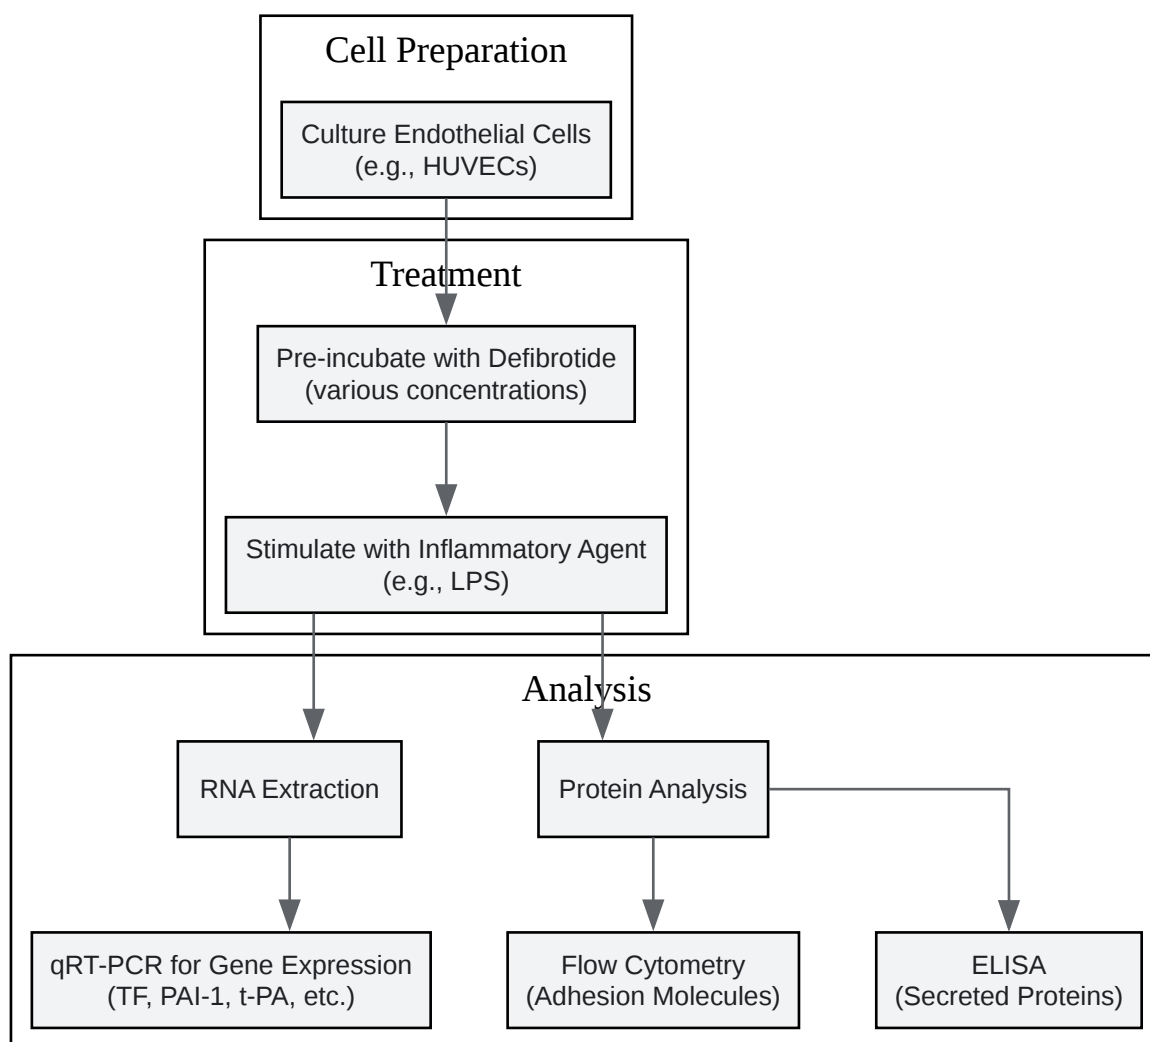 Cell Preparation
Culture Endothelial Cells
(e.g., HUVECs)
Treatment
Pre-incubate with Defibrotide
(various concentrations)
Stimulate with Inflammatory Agent
(e.g., LPS)
Analysis
RNA Extraction
Protein Analysis
qRT-PCR for Gene Expression
(TF, PAI-1, t-PA, etc.)
Flow Cytometry
(Adhesion Molecules)
ELISA
(Secreted Proteins)